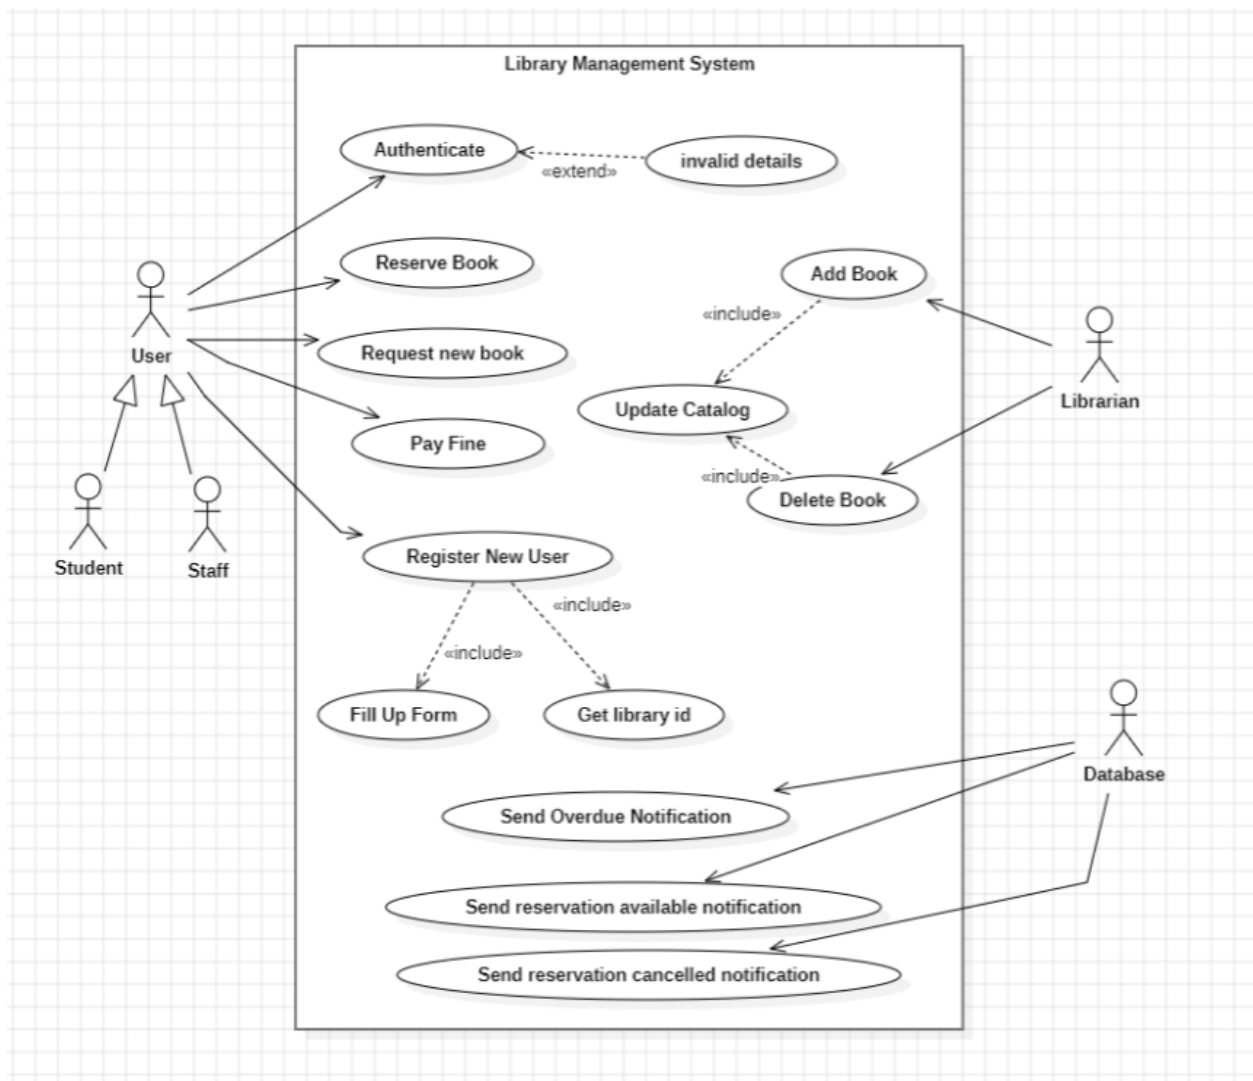 Library Management System
Authenticate
«extend»
invalid details
Reserve Book
Add Book
«include»
User
Request new book
Librarian
Update Catalog
Pay Fine
«include»
Delete Book
Student
Staff
Register New User
«include»
«include»
Fill Up Form
Get library id
Database
Send Overdue Notification
Send reservation available notification
Send reservation cancelled notification